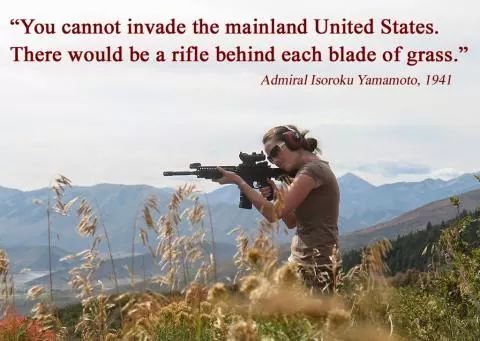 “You cannot invade the mainland United States.
There would be a rifle behind each blade of grass.”
Admiral Isoroku Yamamoto, 1941